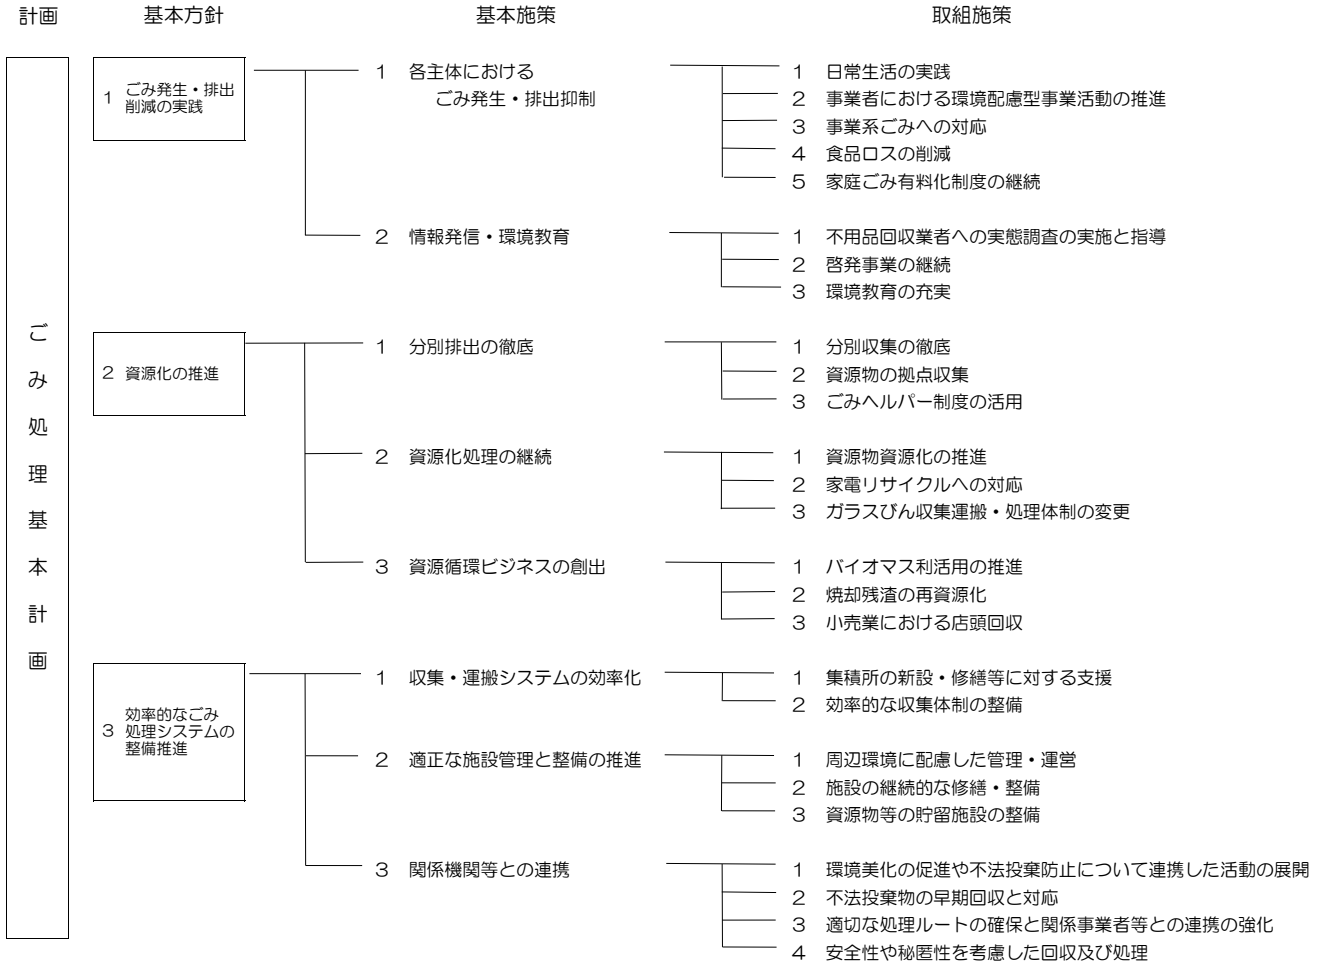 計画　基本方針　基本施策　取組施策
ごみ処理基本計画
1 ごみ発生・排出
削減の実践
1 各主体における
ごみ発生・排出抑制
1 日常生活の実践
2 事業者における環境配慮型事業活動の推進
3 事業系ごみへの対応
4 食品ロスの削減
5 家庭ごみ有料化制度の継続
2 情報発信・環境教育
1 不用品回収業者への実態調査の実施と指導
2 啓発事業の継続
3 環境教育の充実
2 資源化の推進
1 分別排出の徹底
1 分別収集の徹底
2 資源物の拠点収集
3 ごみヘルパー制度の活用
2 資源化処理の継続
1 資源物資源化の推進
2 家電リサイクルへの対応
3 ガラスびん収集運搬・処理体制の変更
3 資源循環ビジネスの創出
1 バイオマス利活用の推進
2 焼却残渣の再資源化
3 小売業における店頭回収
3 効率的なごみ
処理システムの
整備推進
1 収集・運搬システムの効率化
1 集積所の新設・修繕等に対する支援
2 効率的な収集体制の整備
2 適正な施設管理と整備の推進
1 周辺環境に配慮した管理・運営
2 施設の継続的な修繕・整備
3 資源物等の貯留施設の整備
3 関係機関等との連携
1 環境美化の促進や不法投棄防止について連携した活動の展開
2 不法投棄物の早期回収と対応
3 適切な処理ルートの確保と関係事業者等との連携の強化
4 安全性や秘匿性を考慮した回収及び処理